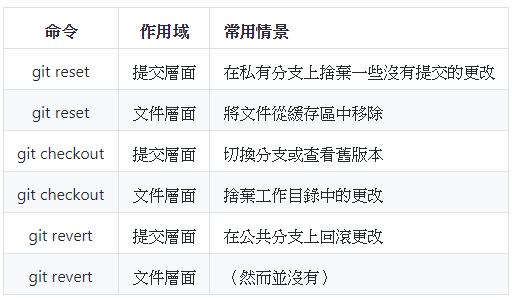 命令 作用域 常用情景
git reset 提交層面 在私有分支上捨棄一些沒有提交的更改
git reset 文件層面 將文件從緩存區中移除
git checkout 提交層面 切換分支或查看舊版本
git checkout 文件層面 捨棄工作目錄中的更改
git revert 提交層面 在公共分支上回滾更改
git revert 文件層面 （然而並沒有）